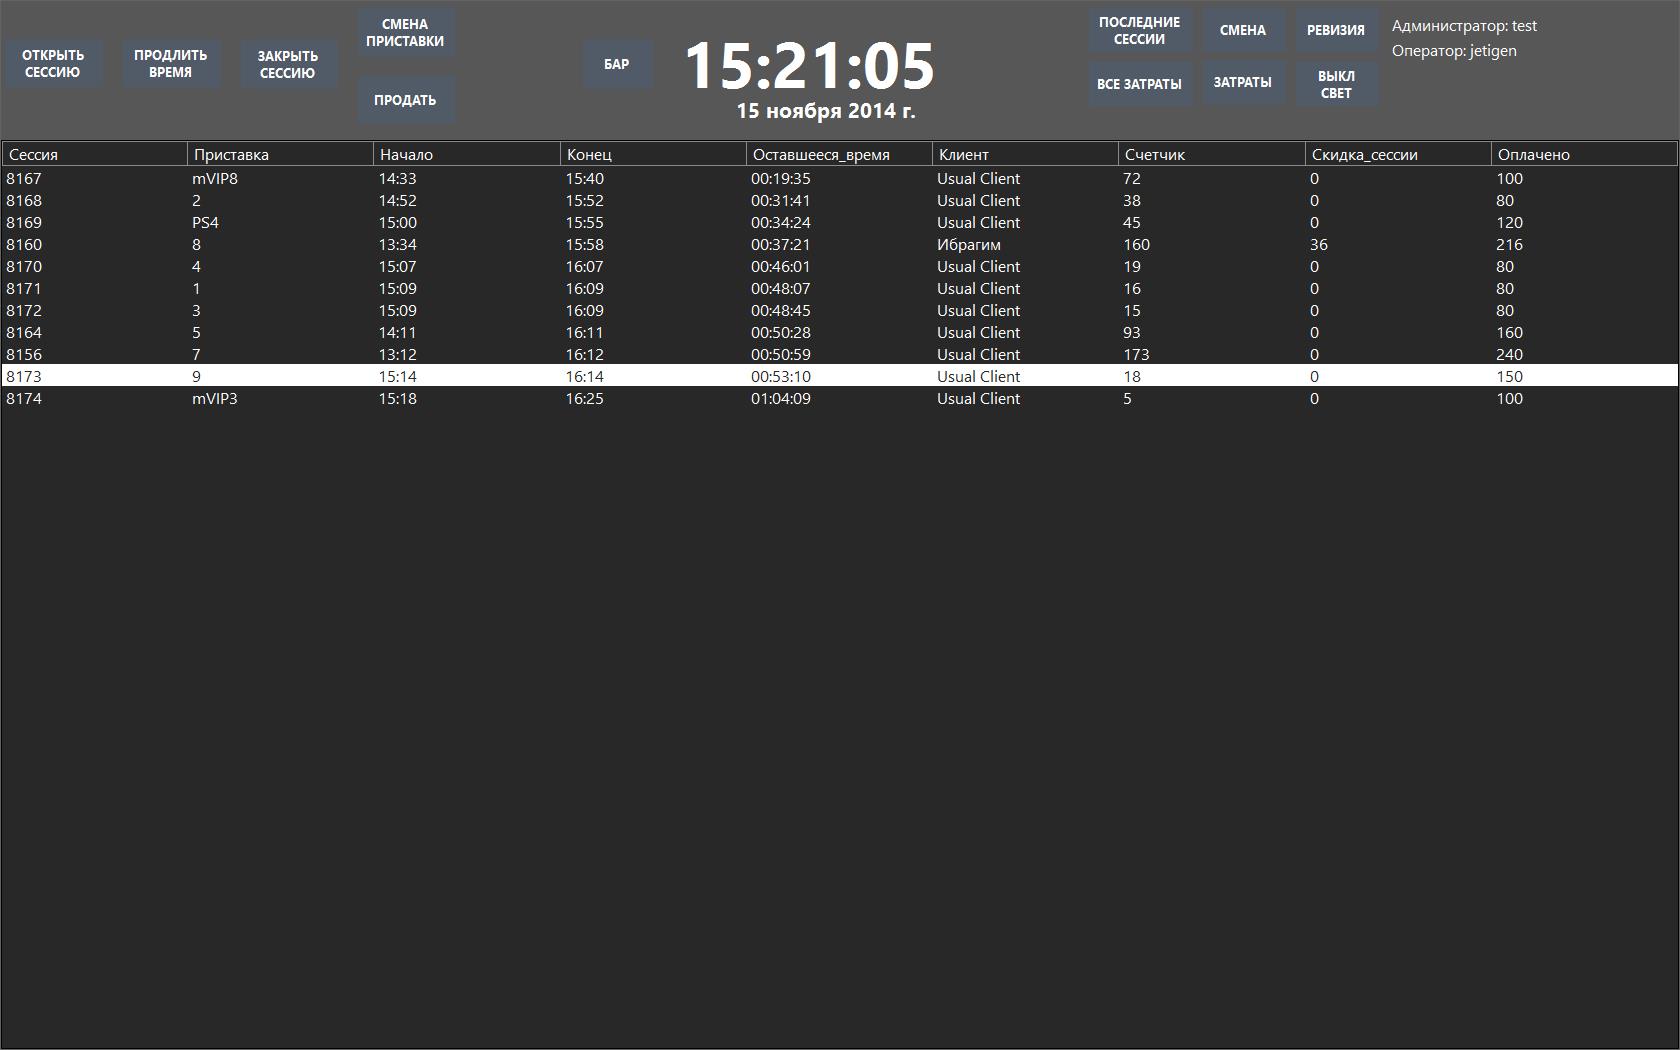 ОТКРЫТЬ
СЕССИЮ
ПРОДЛИТЬ
ВРЕМЯ
ЗАКРЫТЬ
СЕССИЮ
СМЕНА
ПРИСТАВКИ
ПРОДАТЬ
БАР
15:21:05
15 ноября 2014 г.
ПОСЛЕДНИЕ
СЕССИИ
СМЕНА
РЕВИЗИЯ
ВСЕ ЗАТРАТЫ
ЗАТРАТЫ
ВЫКЛ
СВЕТ
Администратор: test
Оператор: jetigen
Сессия Приставка Начало Конец Оставшееся_время Клиент Счетчик Скидка_сессии Оплачено
8167 mVIP8 14:33 15:40 00:19:35 Usual Client 72 0 100
8168 2 14:52 15:52 00:31:41 Usual Client 38 0 80
8169 PS4 15:00 15:55 00:34:24 Usual Client 45 0 120
8160 8 13:34 15:58 00:37:21 Ибрагим 160 36 216
8170 4 15:07 16:07 00:46:01 Usual Client 19 0 80
8171 1 15:09 16:09 00:48:07 Usual Client 16 0 80
8172 3 15:09 16:09 00:48:45 Usual Client 15 0 80
8164 5 14:11 16:11 00:50:28 Usual Client 93 0 160
8156 7 13:12 16:12 00:50:59 Usual Client 173 0 240
8173 9 15:14 16:14 00:53:10 Usual Client 18 0 150
8174 mVIP3 15:18 16:25 01:04:09 Usual Client 5 0 100